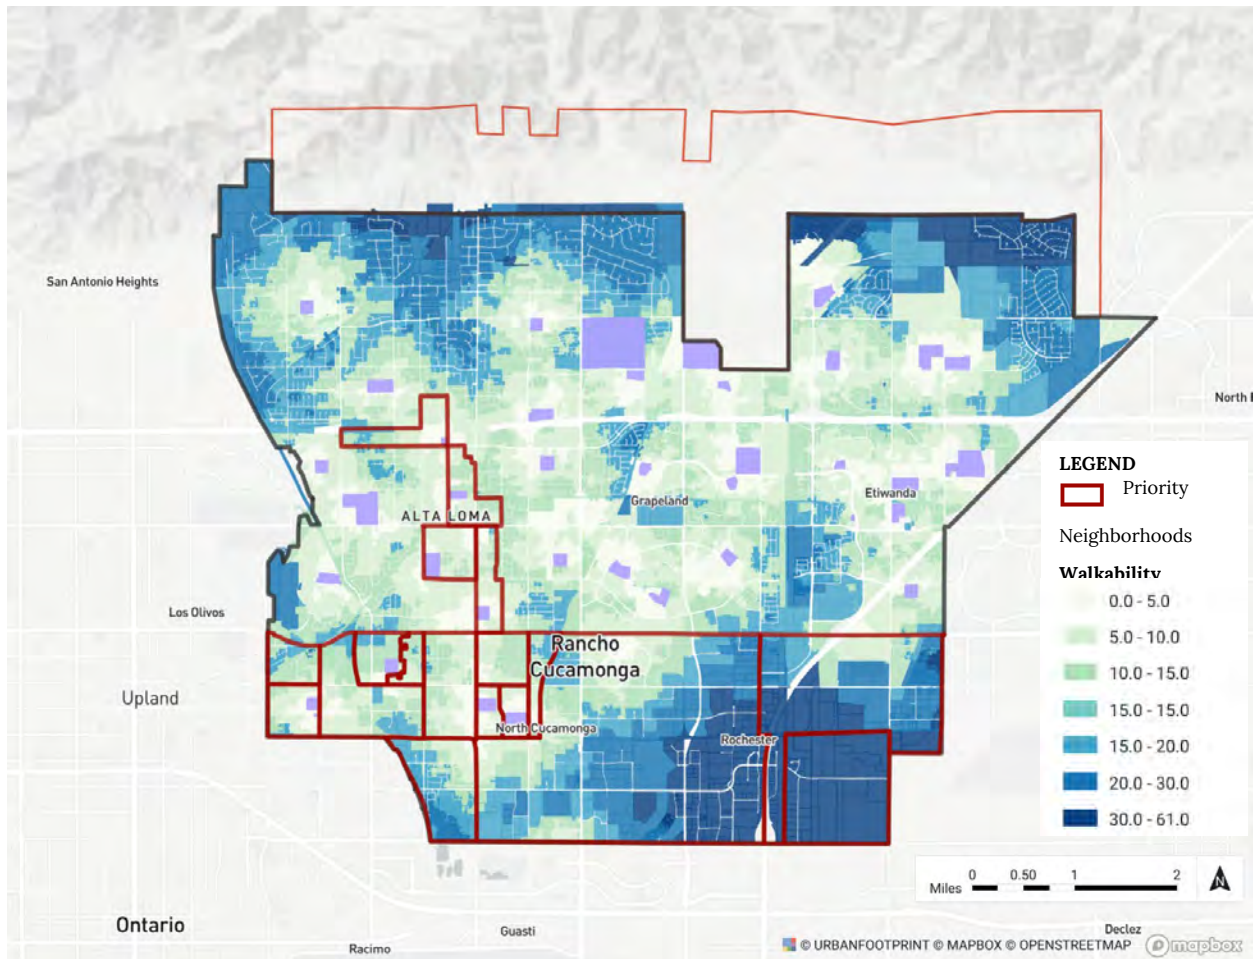 San Antonio Heights
North
LEGEND
Priority
Neighborhoods
Walkability
0.0 - 5.0
5.0 - 10.0
10.0 - 15.0
15.0 - 15.0
15.0 - 20.0
20.0 - 30.0
30.0 - 61.0
Grapeland
Etiwanda
ALTA LOMA
Los Olivos
Rancho
Cucamonga
Upland
North Cucamonga
Rochester
0 0.50 1 2
Miles
N
Ontario
Guasti
Racimo
Declez
© URBANFOOTPRINT © MAPBOX © OPENSTREETMAP
mapbox